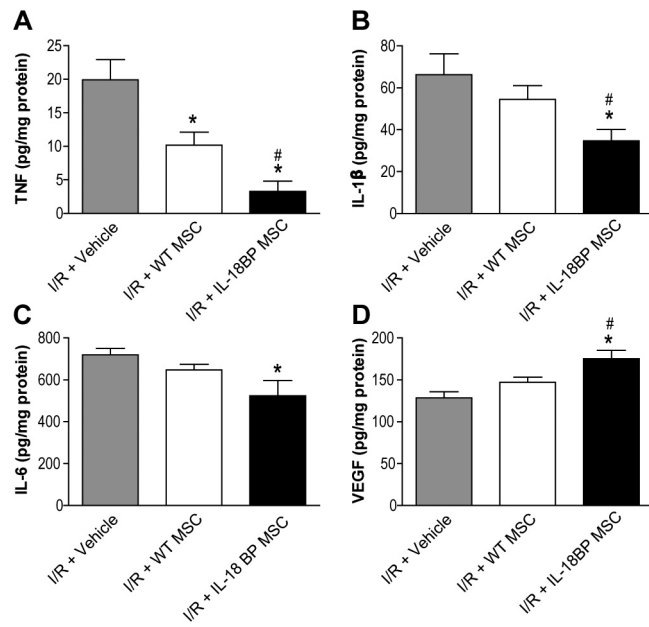 A
TNF (pg/mg protein)
25
20
15
10
5
0
*
#
*
I/R + Vehicle
I/R + WT MSC
I/R + IL-18BP MSC
B
IL-1β (pg/mg protein)
80
60
40
20
0
#
*
I/R + Vehicle
I/R + WT MSC
I/R + IL-18BP MSC
C
IL-6 (pg/mg protein)
800
600
400
200
0
*
I/R + Vehicle
I/R + WT MSC
I/R + IL-18 BP MSC
D
VEGF (pg/mg protein)
200
150
100
50
0
#
*
I/R + Vehicle
I/R + WT MSC
I/R + IL-18BP MSC